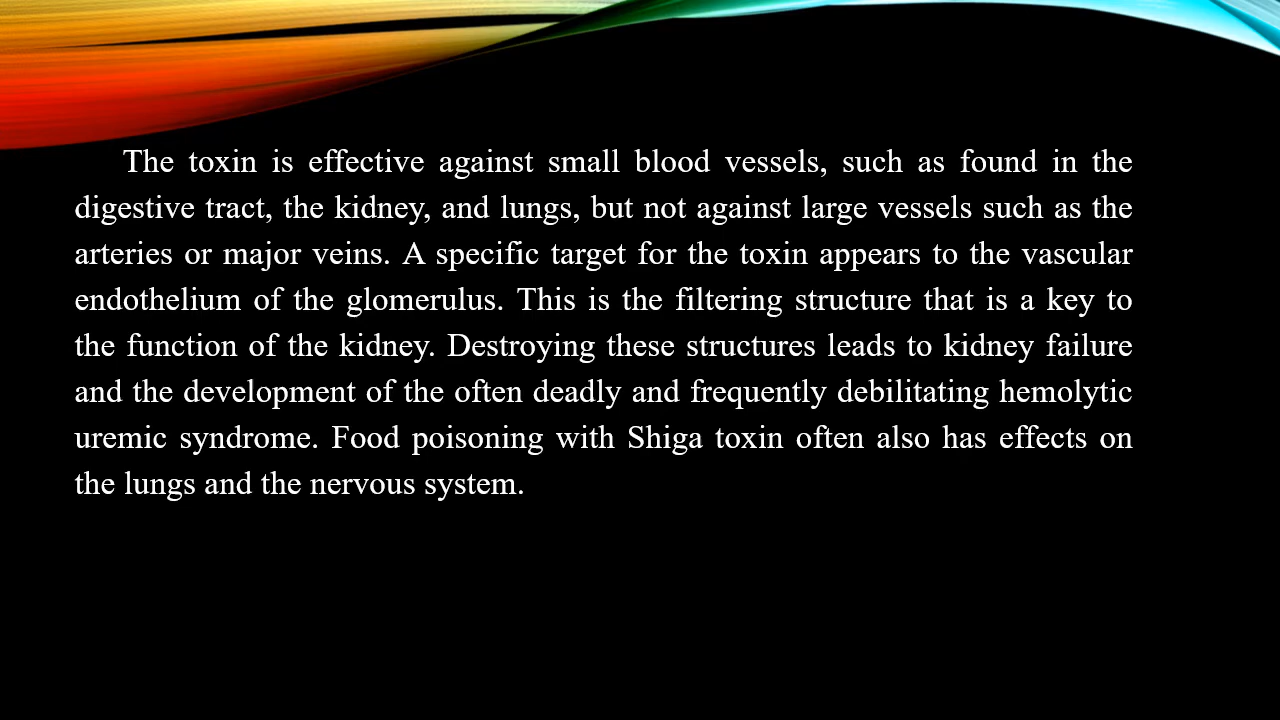 The toxin is effective against small blood vessels, such as found in the
digestive tract, the kidney, and lungs, but not against large vessels such as the
arteries or major veins. A specific target for the toxin appears to the vascular
endothelium of the glomerulus. This is the filtering structure that is a key to
the function of the kidney. Destroying these structures leads to kidney failure
and the development of the often deadly and frequently debilitating hemolytic
uremic syndrome. Food poisoning with Shiga toxin often also has effects on
the lungs and the nervous system.